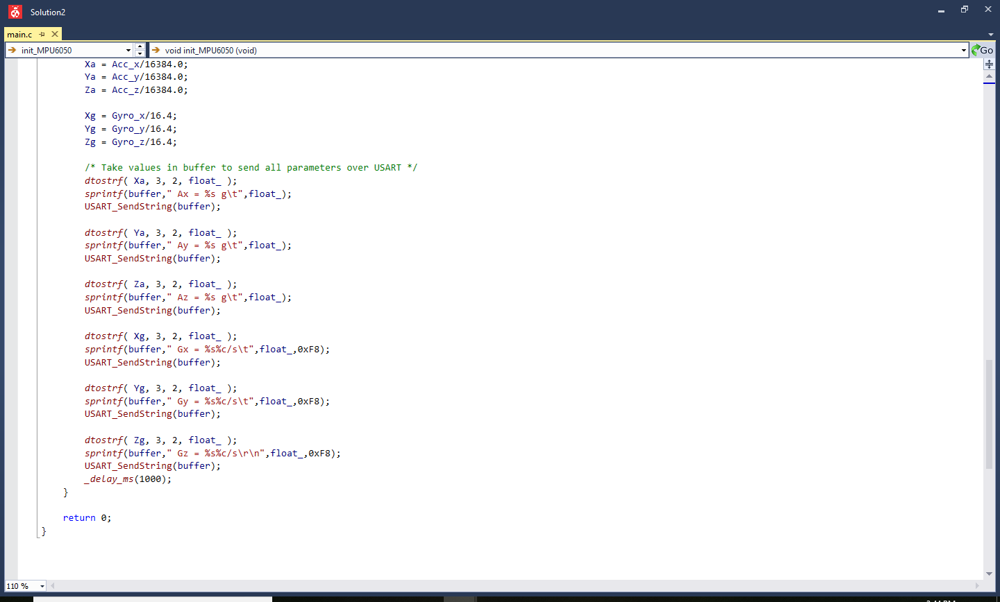 Solution2
main.c
init_MPU6050
void init_MPU6050 (void)
Go
Xa = Acc_x/16384.0;
Ya = Acc_y/16384.0;
Za = Acc_z/16384.0;
Xg = Gyro_x/16.4;
Yg = Gyro_y/16.4;
Zg = Gyro_z/16.4;
/* Take values in buffer to send all parameters over USART */
dtostrf( Xa, 3, 2, float_ );
sprintf(buffer," Ax = %s g\t",float_);
USART_SendString(buffer);
dtostrf( Ya, 3, 2, float_ );
sprintf(buffer," Ay = %s g\t",float_);
USART_SendString(buffer);
dtostrf( Za, 3, 2, float_ );
sprintf(buffer," Az = %s g\t",float_);
USART_SendString(buffer);
dtostrf( Xg, 3, 2, float_ );
sprintf(buffer," Gx = %s%c/s\t",float_,0xF8);
USART_SendString(buffer);
dtostrf( Yg, 3, 2, float_ );
sprintf(buffer," Gy = %s%c/s\t",float_,0xF8);
USART_SendString(buffer);
dtostrf( Zg, 3, 2, float_ );
sprintf(buffer," Gz = %s%c/s\r\n",float_,0xF8);
USART_SendString(buffer);
_delay_ms(1000);
}
return 0;
}
110 %